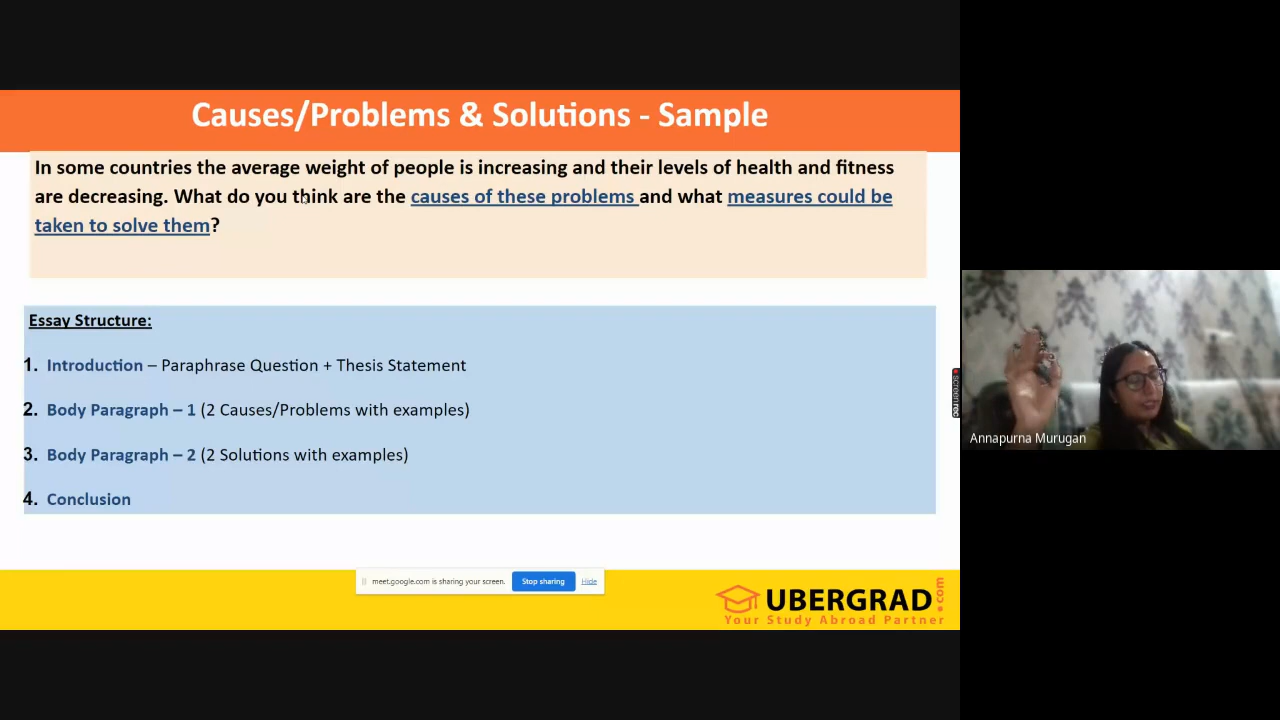 Causes/Problems & Solutions - Sample
In some countries the average weight of people is increasing and their levels of health and fitness
are decreasing. What do you think are the causes of these problems and what measures could be
taken to solve them?
Essay Structure:
1. Introduction – Paraphrase Question + Thesis Statement
2. Body Paragraph – 1 (2 Causes/Problems with examples)
3. Body Paragraph – 2 (2 Solutions with examples)
4. Conclusion
meet.google.com is sharing your screen. Stop sharing Hide
UBERGRAD.com
Your Study Abroad Partner
screenrec
Annapurna Murugan